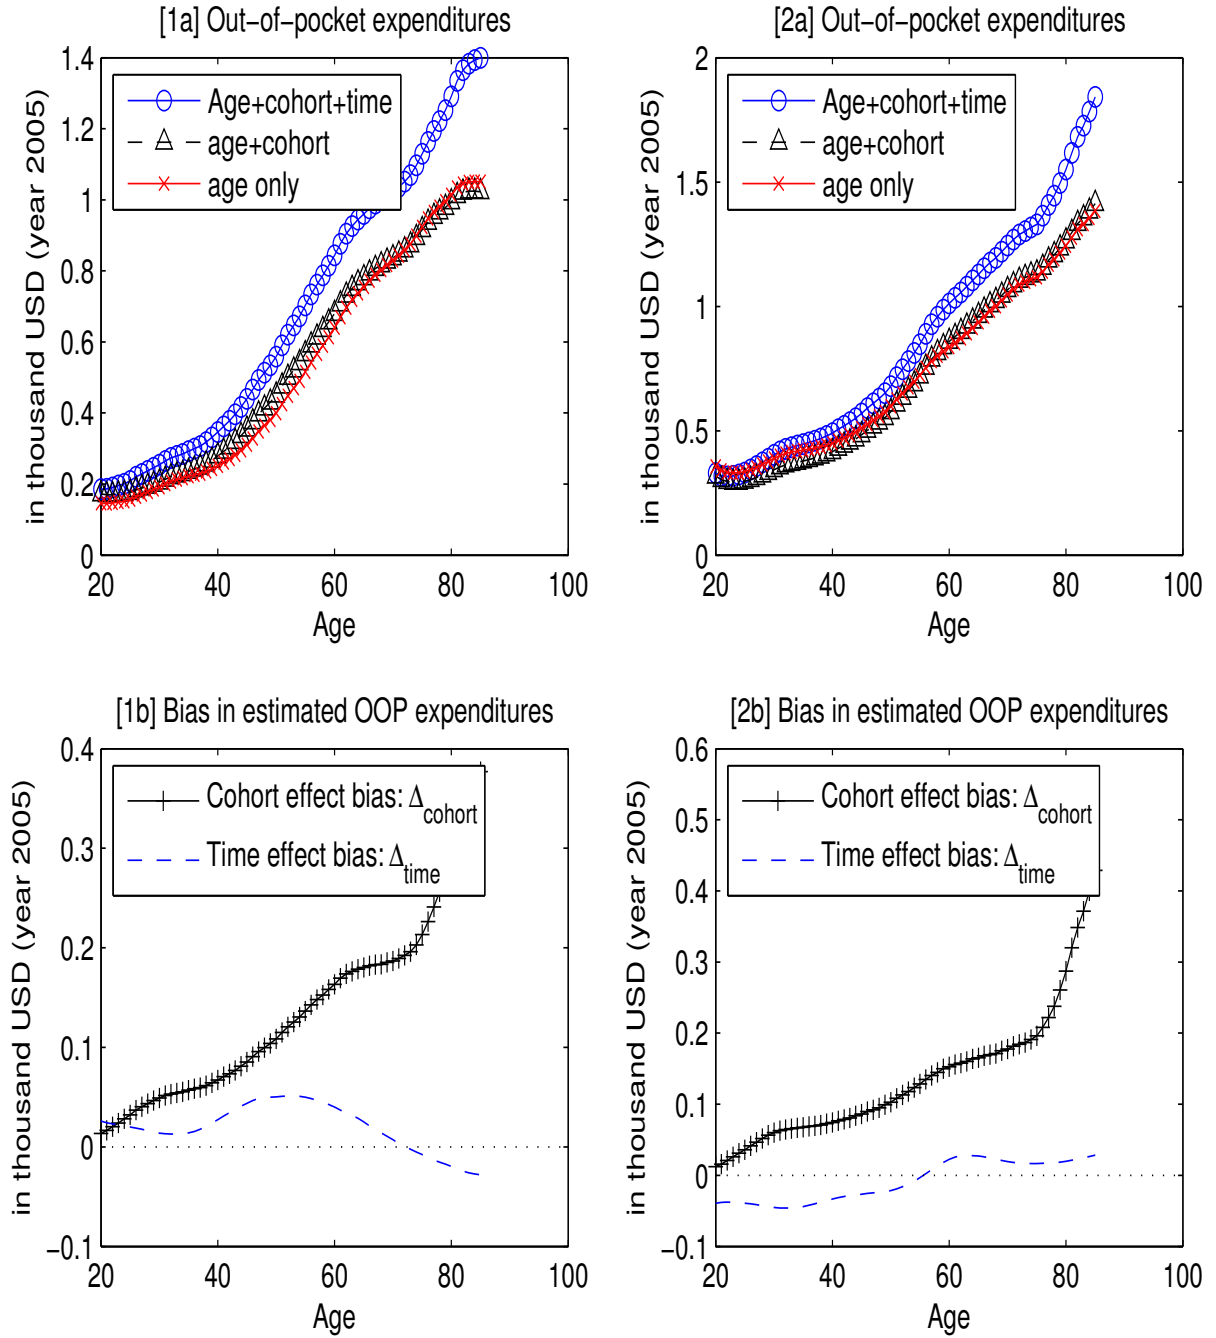 [1a] Out−of−pocket expenditures
in thousand USD (year 2005)
1.4
1.2
1
0.8
0.6
0.4
0.2
0
Age+cohort+time
age+cohort
age only
20 40 60 80 100
Age
[2a] Out−of−pocket expenditures
in thousand USD (year 2005)
2
1.5
1
0.5
0
Age+cohort+time
age+cohort
age only
20 40 60 80 100
Age
[1b] Bias in estimated OOP expenditures
in thousand USD (year 2005)
0.4
0.3
0.2
0.1
0
−0.1
Cohort effect bias: Δcohort
Time effect bias: Δtime
20 40 60 80 100
Age
[2b] Bias in estimated OOP expenditures
in thousand USD (year 2005)
0.6
0.5
0.4
0.3
0.2
0.1
0
−0.1
Cohort effect bias: Δcohort
Time effect bias: Δtime
20 40 60 80 100
Age